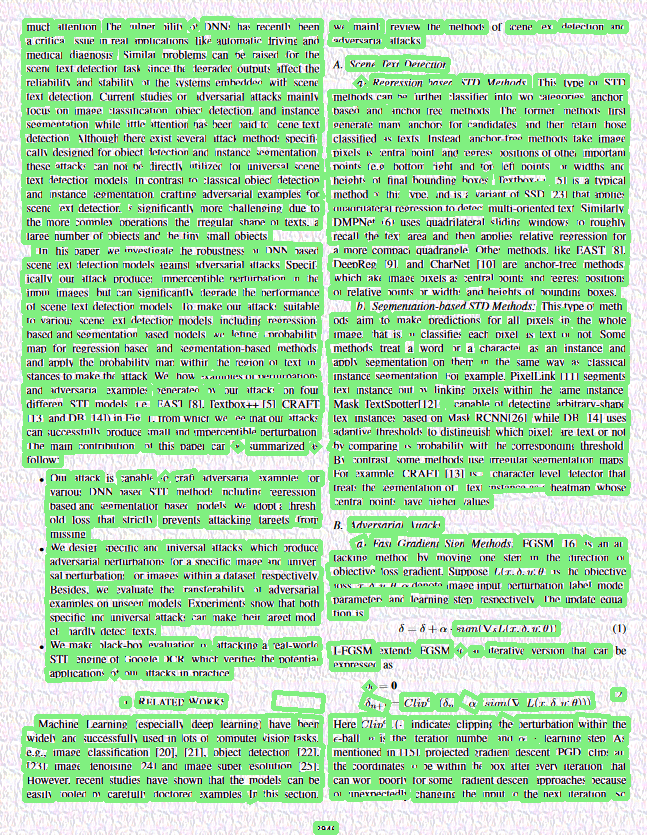 much attention. The                of DNNs has recently been
a critical issue in real applications like automatic driving and
medical diagnosis. Similar problems can be raised for the
scene text detection task since the degraded outputs affect the
reliability and stability of the systems embedded with scene
text detection. Current studies on adversarial attacks mainly
focus on image classification, object detection, and instance
segmentation while little attention has been paid to scene text
detection. Although there exist several attack methods specifi-
cally designed for object detection and instance segmentation
these attacks can not be directly utilized for universal scene
text detection models. In contrast to classical object detection
and instance segmentation, crafting adversarial examples for
scene text detection is significantly more challenging due to
the more complex operations the irregular shape of texts, a
large number of objects and the tiny small objects
In this paper we investigate the robustness of DNN based
scene text detection models against adversarial attacks. Specif-
ically our attack produces imperceptible perturbation in the
input images but can significantly degrade the performance
of scene text detection models. To make our attacks suitable
to various scene text detection models including regression-
based and segmentation based models we define probability
map for regression based and segmentation-based methods
and apply the probability map within the region of text in
stances to make the attack. We show examples of perturbations
and adversarial examples generated by our attacks on four
different STD models i.e. EAST [8], Textbox++ [5] CRAFT
[13] and DB [14] in Fig 1, from which we see that our attacks
can successfully produce small and imperceptible perturbation
The main contribution of this paper can be summarized as
follows
• Our attack is capable to craft adversarial examples for
various DNN based STD methods including regression
based and segmentation based models We adopt a thresh
old loss that strictly prevents attacking targets from
missing
• We design specific and universal attacks which produce
adversarial perturbations for a specific image and univer-
sal perturbations for images within a dataset respectively.
Besides, we evaluate the transferability of adversarial
examples on unseen models. Experiments show that both
specific and universal attacks can make their target mod
el hardly detect texts.
• We make black-box evaluation of attacking a real-world
STD engine of Google OCR which verifies the potential
applications of our attacks in practice
RELATED WORKS
Machine Learning (especially deep learning) have been
widely and successfully used in lots of computer vision tasks,
e.g., image classification [20], [21], object detection [22],
[23], image denoising [24] and image super resolution [25].
However, recent studies have shown that the models can be
easily fooled by carefully doctored examples In this section,
we mainly review the methods of scene text detection and
adversarial attacks
A. Scene Text Detection
a. Regression based STD Methods. This type of STD
methods can be further classified into two categories anchor
based and anchor free methods. The former methods first
generate many anchors for candidates and then retain those
classified as texts. Instead anchor-free methods take image
pixels as central point and regress positions of other important
points (e.g. bottom right and top left points or widths and
heights of final bounding boxes. Textbox++ [5] is a typical
method of this type, and is a variant of SSD [23] that applies
quadrilateral regression to detect multi-oriented text Similarly
DMPNet [6] uses quadrilateral sliding windows to roughly
recall the text area and then applies relative regression for
a more compact quadrangle. Other methods, like EAST [8],
DeepReg [9], and CharNet [10] are anchor-free methods
which take image pixels as central points and regress positions
or relative points or width and heights of bounding boxes.
b. Segmentation-based STD Methods: This type of meth
ods aim to make predictions for all pixels in the whole
image that is classifies each pixel is text or not. Some
methods treat a word or a character as an instance and
apply segmentation on them in the same way as classical
instance segmentation. For example, PixelLink [11] segments
text instance out by linking pixels within the same instance
Mask TextSpotter[12] capable of detecting arbitrary-shape
text instances based on Mask RCNN[26] while DB [14] uses
adaptive thresholds to distinguish which pixels are text or not
by comparing its probability with the corresponding threshold
By contrast some methods use irregular segmentation maps
For example CRAFT [13] is character level detector that
treats the segmentation of text instances as heatmap whose
central points have higher values
B. Adversarial Attacks
a. Fast Gradient Sign Methods. FGSM [16] is an at
tacking method by moving one step in the direction of
objective loss gradient. Suppose L(x, δ, y; θ) is the objective
loss x, δ, y, θ, α denote image input perturbation label mode
parameters and learning step respectively The update equa
tion is
δ = δ + α · sign(∇δL(x, δ, y; θ)) (1)
I-FGSM extends FGSM to an iterative version that can be
expressed as
δ0 = 0
δn+1 = Clip ε (δn α sign(∇ L(x, δ, y; θ))) 2
Here Clip ε (· indicates clipping the perturbation within the
ε-ball n is the iteration number and α learning step As
mentioned in [15], projected gradient descent PGD clips at
the coordinates to be within the box after every iteration that
can work poorly for some gradient descent approaches because
of unexpectedly changing the input to the next iteration So